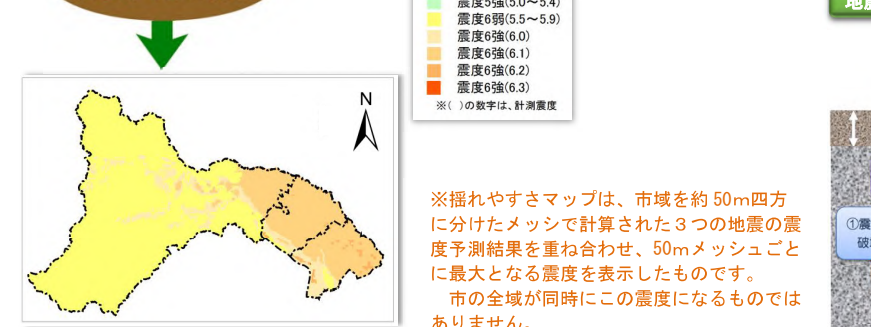 震度5強(5.0～5.4)
震度6弱(5.5～5.9)
震度6強(6.0)
震度6強(6.1)
震度6強(6.2)
震度6強(6.3)
※( )の数字は、計測震度
N
※揺れやすさマップは、市域を約50m四方
に分けたメッシで計算された３つの地震の震
度予測結果を重ね合わせ、50mメッシュごと
に最大となる震度を表示したものです。
市の全域が同時にこの震度になるものでは
ありません。
地震
①震
破